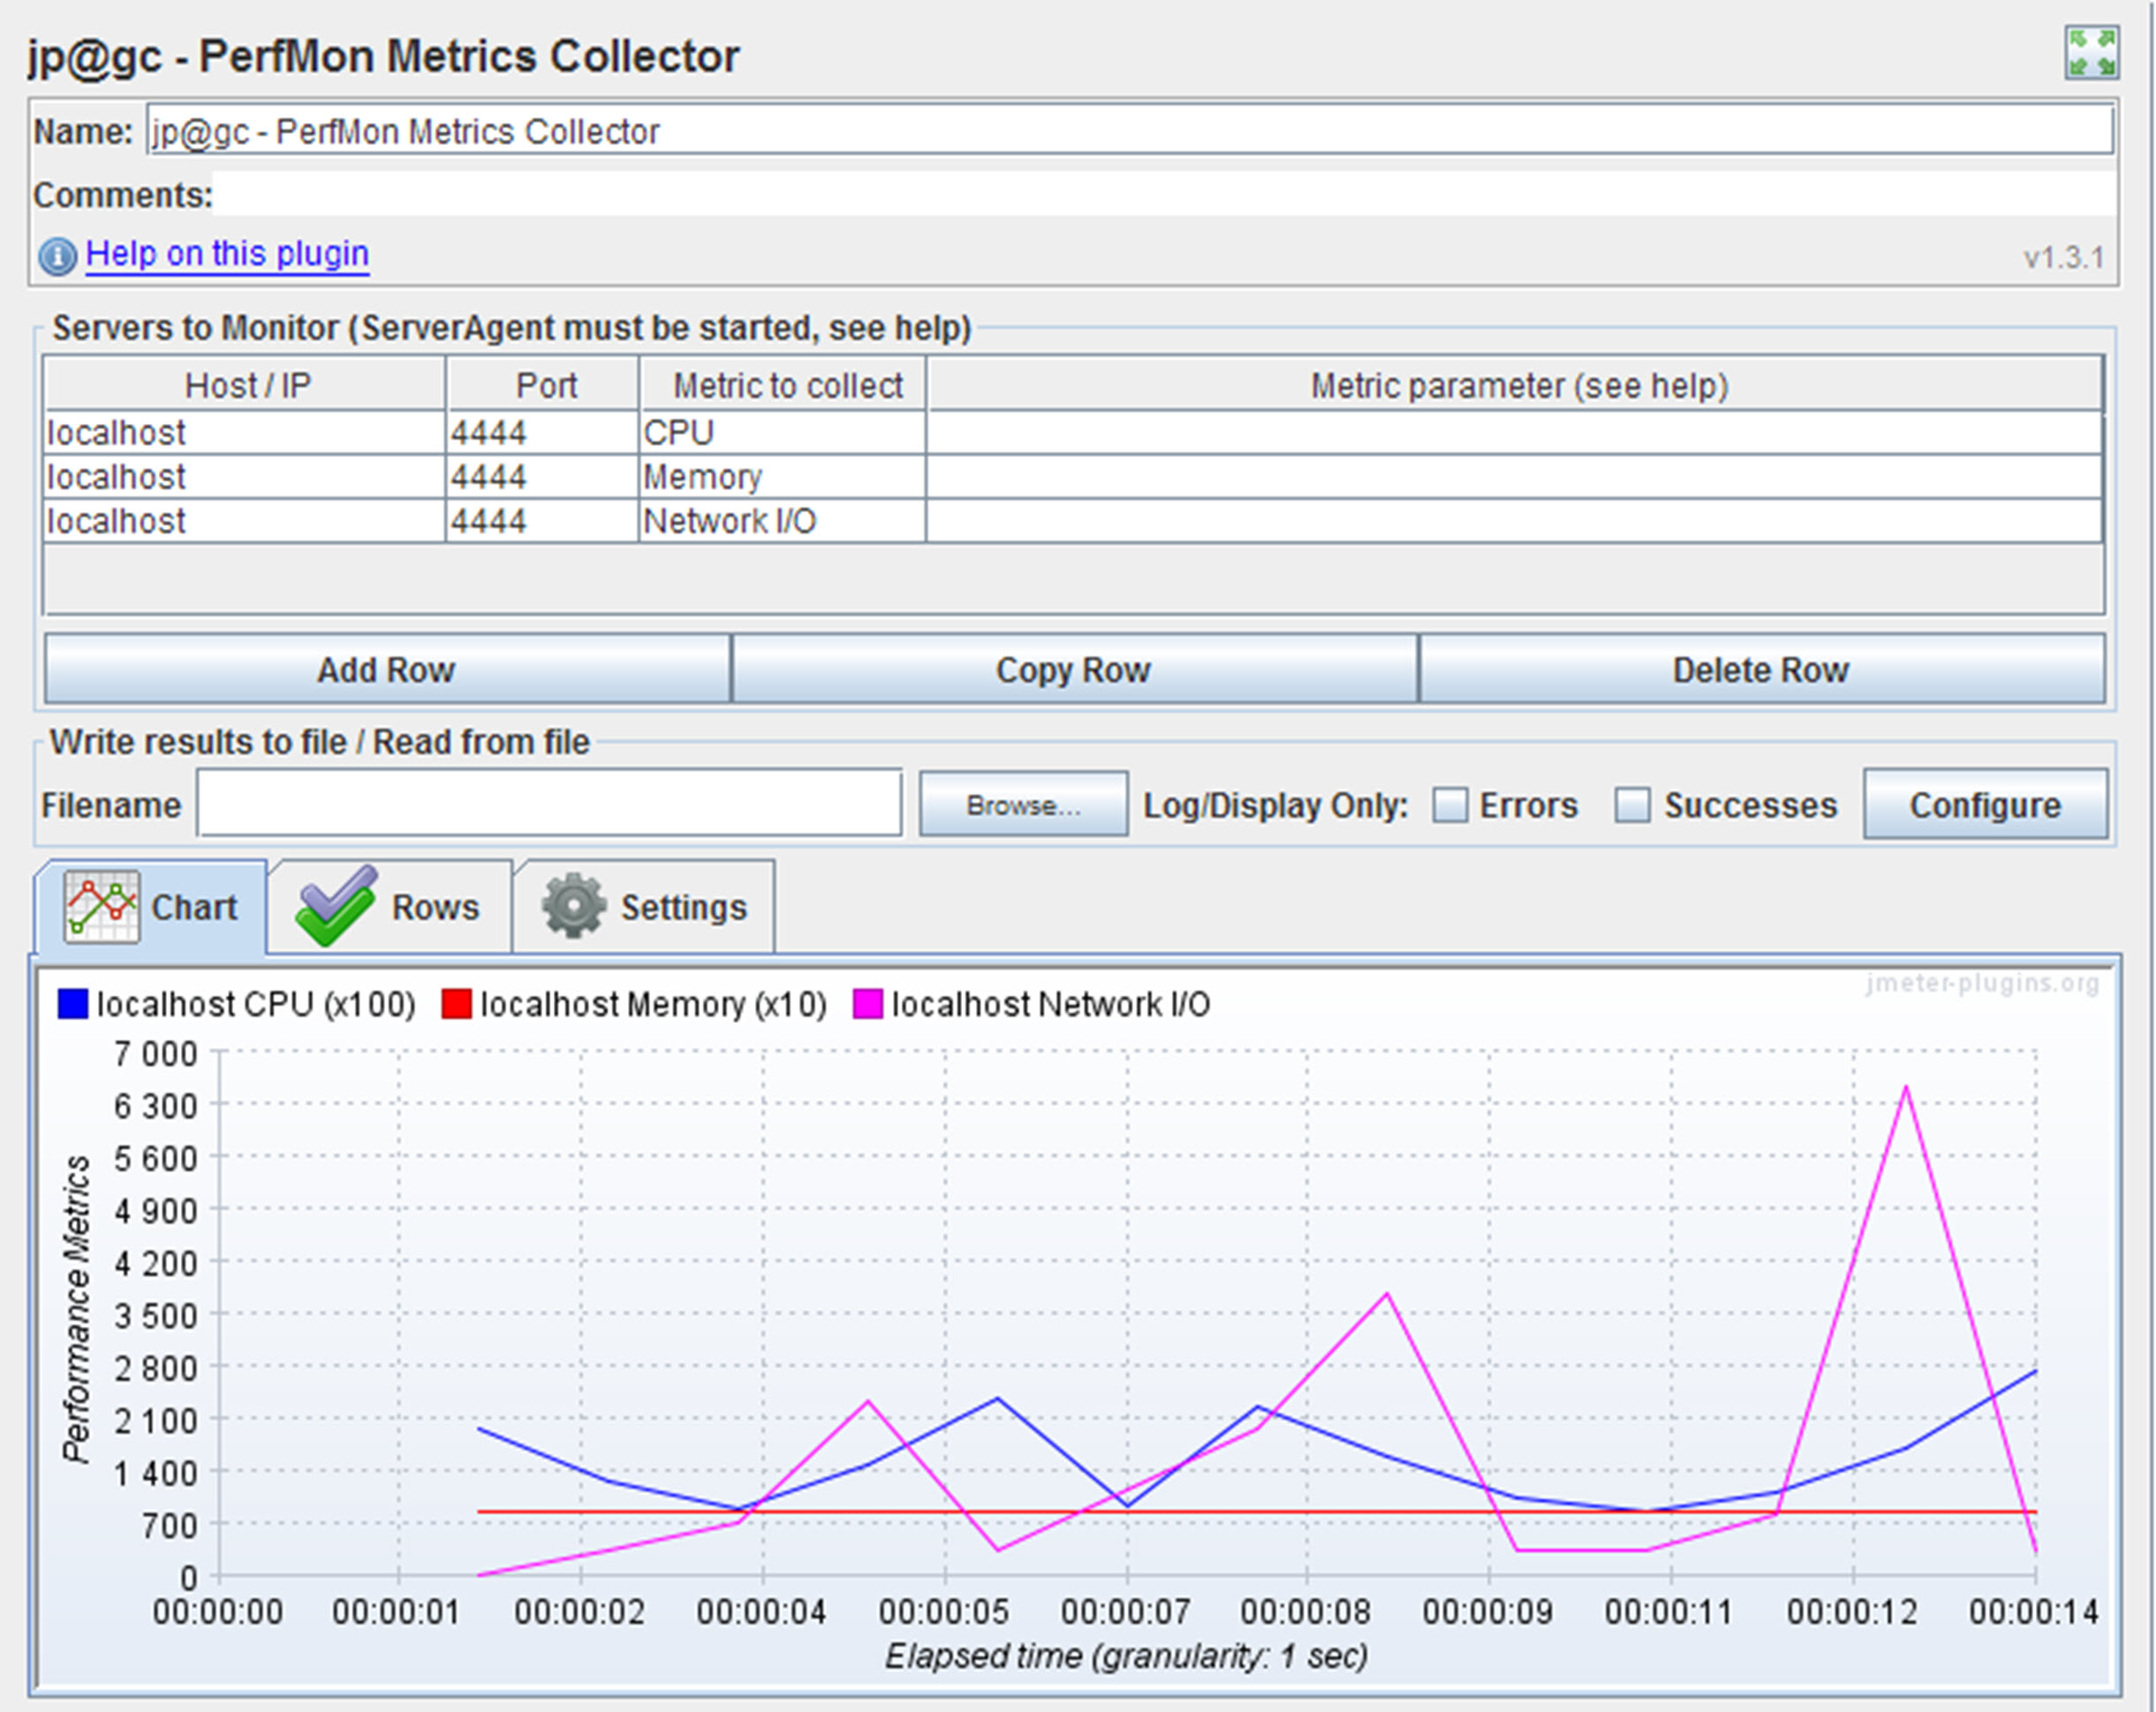 jp@gc - PerfMon Metrics Collector
Name: jp@gc - PerfMon Metrics Collector
Comments:
Help on this plugin
v1.3.1
Servers to Monitor (ServerAgent must be started, see help)
Host / IP Port Metric to collect Metric parameter (see help)
localhost 4444 CPU
localhost 4444 Memory
localhost 4444 Network I/O
Add Row Copy Row Delete Row
Write results to file / Read from file
Filename Browse... Log/Display Only: Errors Successes Configure
Chart Rows Settings
jmeter-plugins.org
localhost CPU (x100) localhost Memory (x10) localhost Network I/O
7 000
6 300
5 600
4 900
4 200
3 500
2 800
2 100
1 400
700
0
Performance Metrics
00:00:00 00:00:01 00:00:02 00:00:04 00:00:05 00:00:07 00:00:08 00:00:09 00:00:11 00:00:12 00:00:14
Elapsed time (granularity: 1 sec)